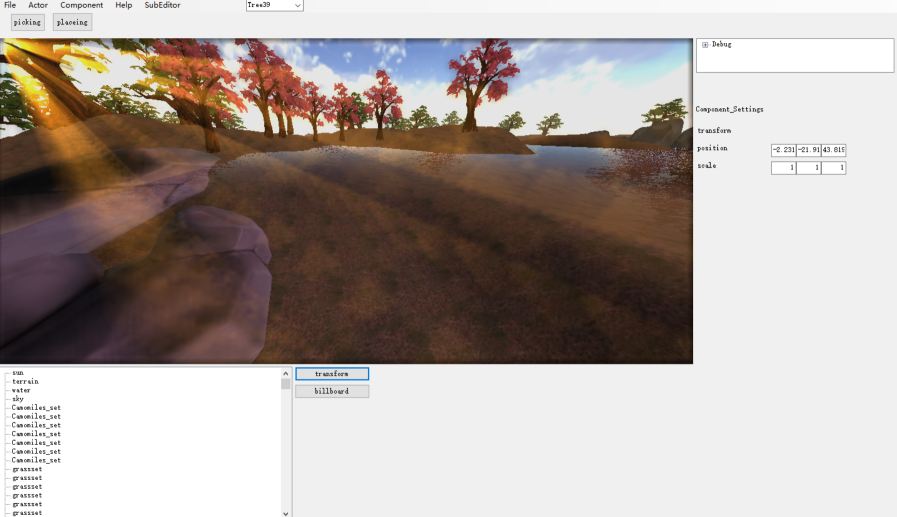 File Actor Component Help SubEditor Tree39
picking placeing
Debug
Component_Settings
transform
position -2.231 -21.91 43.819
scale 1 1 1
sun
terrain
water
sky
Camomiles_set
Camomiles_set
Camomiles_set
Camomiles_set
Camomiles_set
Camomiles_set
Camomiles_set
grassset
grassset
grassset
grassset
grassset
grassset
transform
billboard